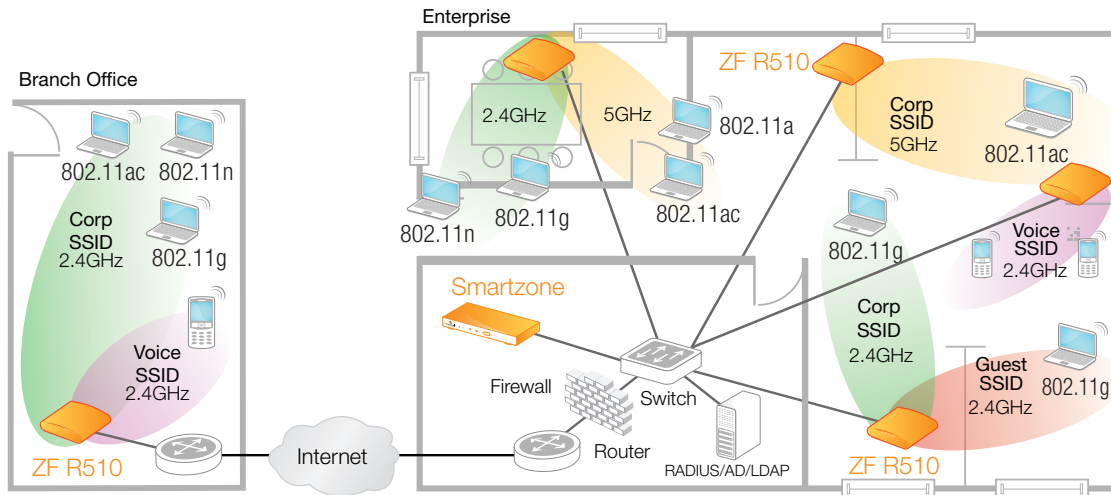 Branch Office
802.11ac
802.11n
Corp
SSID
2.4GHz
802.11g
Voice
SSID
2.4GHz
ZF R510
Internet
Enterprise
2.4GHz
5GHz
802.11a
802.11n
802.11g
802.11ac
ZF R510
Corp
SSID
5GHz
802.11ac
802.11g
Voice
SSID
2.4GHz
Smartzone
Corp
SSID
2.4GHz
Firewall
Switch
Router
RADIUS/AD/LDAP
Guest
SSID
2.4GHz
802.11g
ZF R510